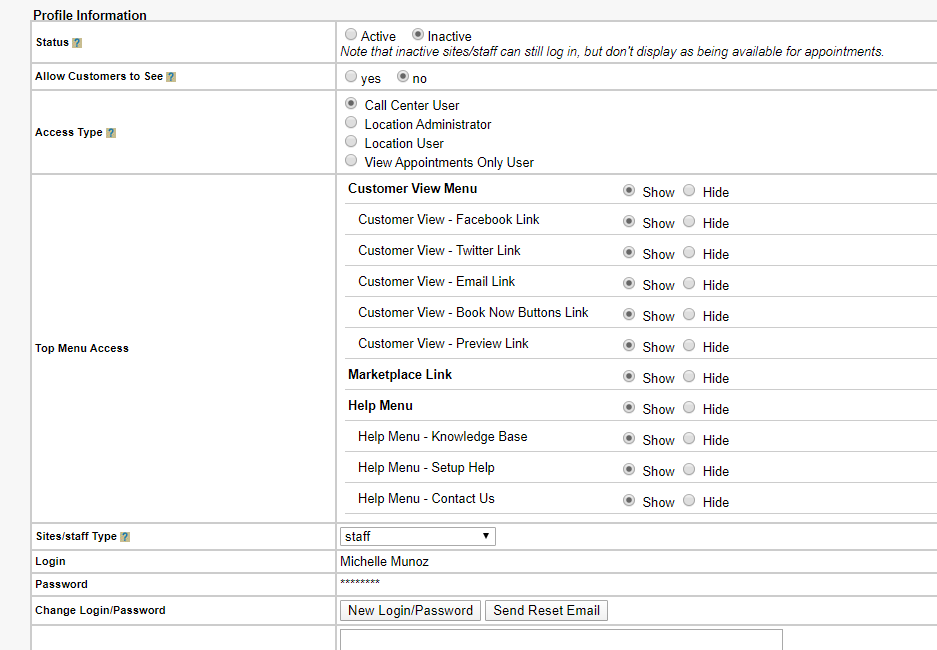 Profile Information
Status ?
Active Inactive
Note that inactive sites/staff can still log in, but don't display as being available for appointments.
Allow Customers to See ?
yes no
Access Type ?
Call Center User
Location Administrator
Location User
View Appointments Only User
Top Menu Access
Customer View Menu Show Hide
Customer View - Facebook Link Show Hide
Customer View - Twitter Link Show Hide
Customer View - Email Link Show Hide
Customer View - Book Now Buttons Link Show Hide
Customer View - Preview Link Show Hide
Marketplace Link Show Hide
Help Menu Show Hide
Help Menu - Knowledge Base Show Hide
Help Menu - Setup Help Show Hide
Help Menu - Contact Us Show Hide
Sites/staff Type ? staff
Login Michelle Munoz
Password ********
Change Login/Password New Login/Password Send Reset Email